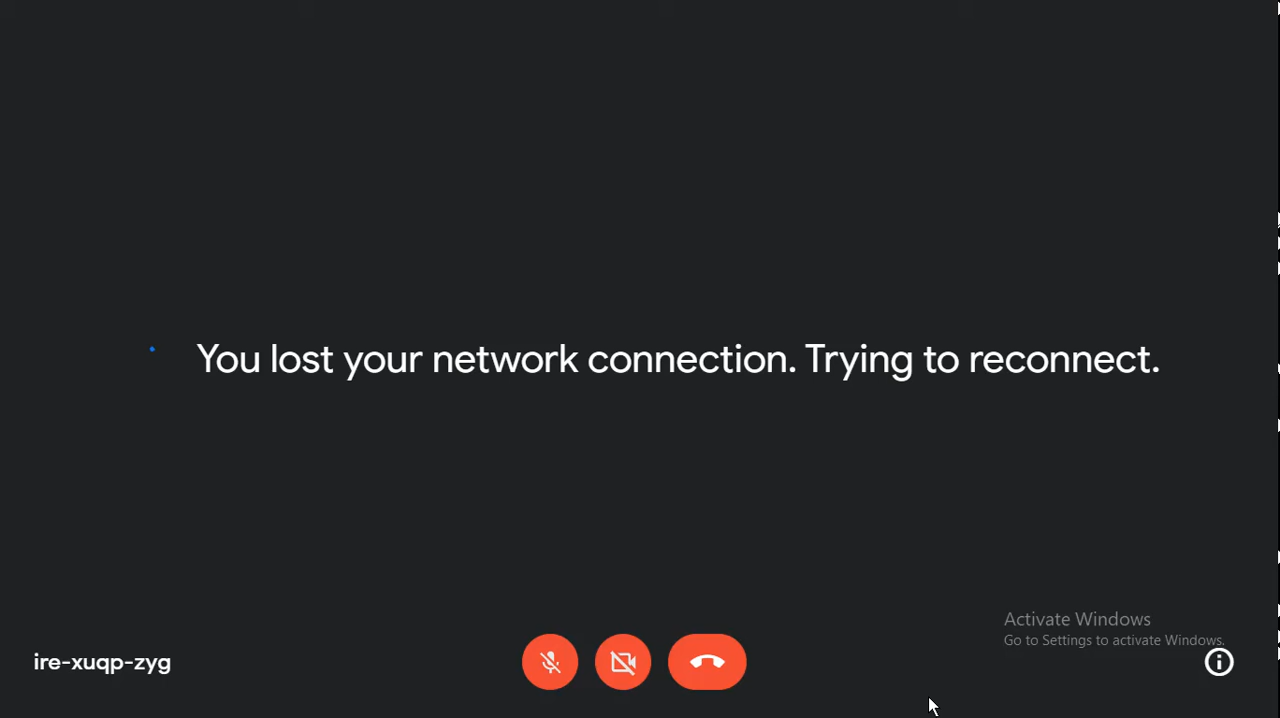 You lost your network connection. Trying to reconnect.
Activate Windows
Go to Settings to activate Windows.
ire-xuqp-zyg